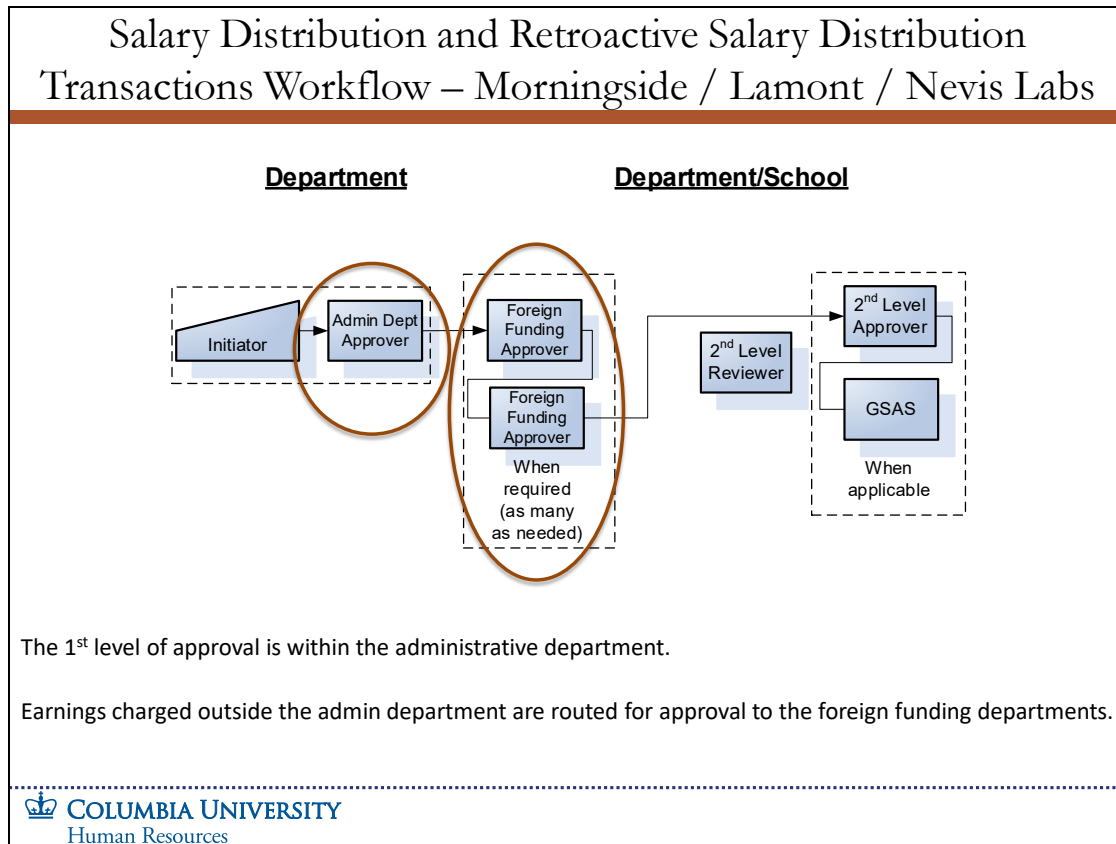 Salary Distribution and Retroactive Salary Distribution
Transactions Workflow – Morningside / Lamont / Nevis Labs
Department
Department/School
Initiator
Admin Dept
Approver
Foreign
Funding
Approver
Foreign
Funding
Approver
When
required
(as many
as needed)
2nd Level
Reviewer
2nd Level
Approver
GSAS
When
applicable
The 1st level of approval is within the administrative department.
Earnings charged outside the admin department are routed for approval to the foreign funding departments.
COLUMBIA UNIVERSITY
Human Resources